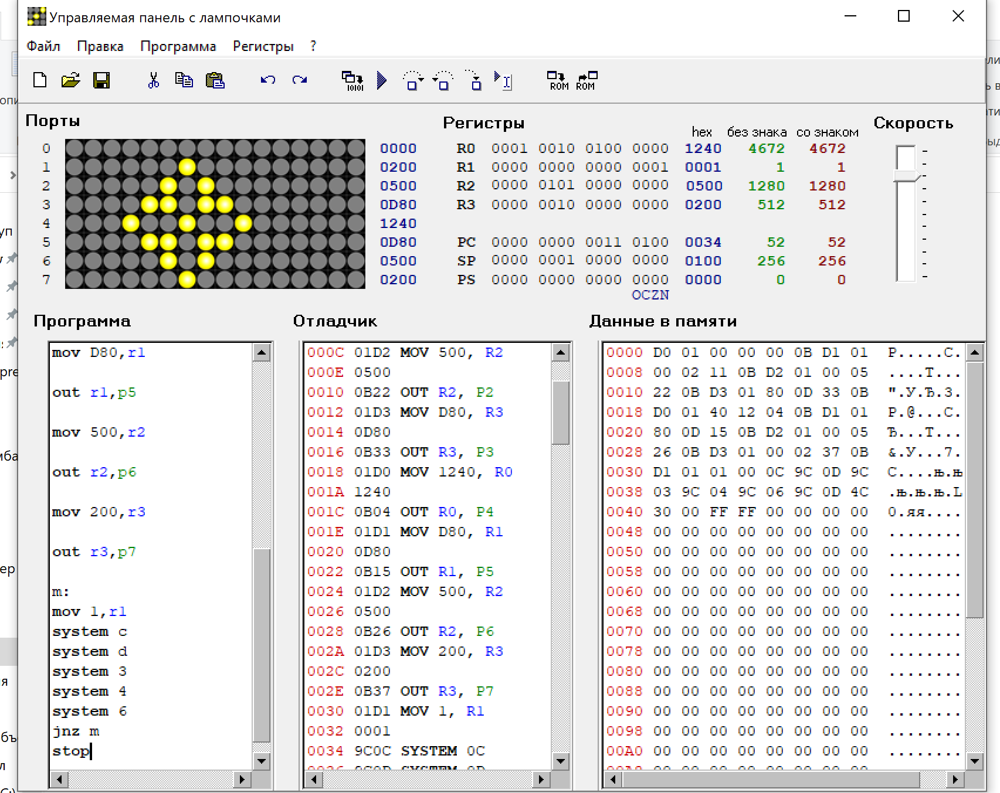 Управляемая панель с лампочками
Файл Правка Программа Регистры ?
1010 ROM ROM
Порты
Регистры
hex без знака со знаком
Скорость
0 0000 R0 0001 0010 0100 0000 1240 4672 4672
1 0200 R1 0000 0000 0000 0001 0001 1 1
2 0500 R2 0000 0101 0000 0000 0500 1280 1280
3 0D80 R3 0000 0010 0000 0000 0200 512 512
4 1240
5 0D80 PC 0000 0000 0011 0100 0034 52 52
6 0500 SP 0000 0001 0000 0000 0100 256 256
7 0200 PS 0000 0000 0000 0000 0000 0 0
OCZN
Программа
mov D80,r1
out r1,p5
mov 500,r2
out r2,p6
mov 200,r3
out r3,p7
m:
mov 1,r1
system c
system d
system 3
system 4
system 6
jnz m
stop
Отладчик
000C 01D2 MOV 500, R2
000E 0500
0010 0B22 OUT R2, P2
0012 01D3 MOV D80, R3
0014 0D80
0016 0B33 OUT R3, P3
0018 01D0 MOV 1240, R0
001A 1240
001C 0B04 OUT R0, P4
001E 01D1 MOV D80, R1
0020 0D80
0022 0B15 OUT R1, P5
0024 01D2 MOV 500, R2
0026 0500
0028 0B26 OUT R2, P6
002A 01D3 MOV 200, R3
002C 0200
002E 0B37 OUT R3, P7
0030 01D1 MOV 1, R1
0032 0001
0034 9C0C SYSTEM 0C
0036 9C0D SYSTEM 0D
Данные в памяти
0000 D0 01 00 00 00 0B D1 01 Р.....С.
0008 00 02 11 0B D2 01 00 05 ....Т...
0010 22 0B D3 01 80 0D 33 0B ".У.Ђ.3.
0018 D0 01 40 12 04 0B D1 01 Р.@...С.
0020 80 0D 15 0B D2 01 00 05 Ђ...Т...
0028 26 0B D3 01 00 02 37 0B &.У...7.
0030 D1 01 01 00 0C 9C 0D 9C С....њ.њ
0038 03 9C 04 9C 06 9C 0D 4C .њ.њ.њ.L
0040 30 00 FF FF 00 00 00 00 0.яя....
0048 00 00 00 00 00 00 00 00 ........
0050 00 00 00 00 00 00 00 00 ........
0058 00 00 00 00 00 00 00 00 ........
0060 00 00 00 00 00 00 00 00 ........
0068 00 00 00 00 00 00 00 00 ........
0070 00 00 00 00 00 00 00 00 ........
0078 00 00 00 00 00 00 00 00 ........
0080 00 00 00 00 00 00 00 00 ........
0088 00 00 00 00 00 00 00 00 ........
0090 00 00 00 00 00 00 00 00 ........
0098 00 00 00 00 00 00 00 00 ........
00A0 00 00 00 00 00 00 00 00 ........